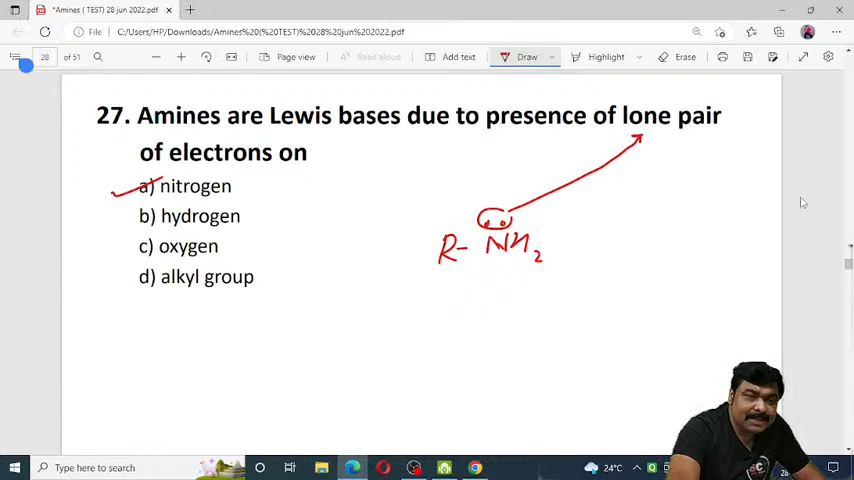 *Amines ( TEST) 28 jun 2022.pdf
File
C:/Users/HP/Downloads/Amines%20(%20TEST)%2028%20jun%202022.pdf
28 of 51
Page view
Read aloud
Add text
Draw
Highlight
Erase
27. Amines are Lewis bases due to presence of lone pair
of electrons on
a) nitrogen
b) hydrogen
c) oxygen
d) alkyl group
R- NH2
Type here to search
24°C
28